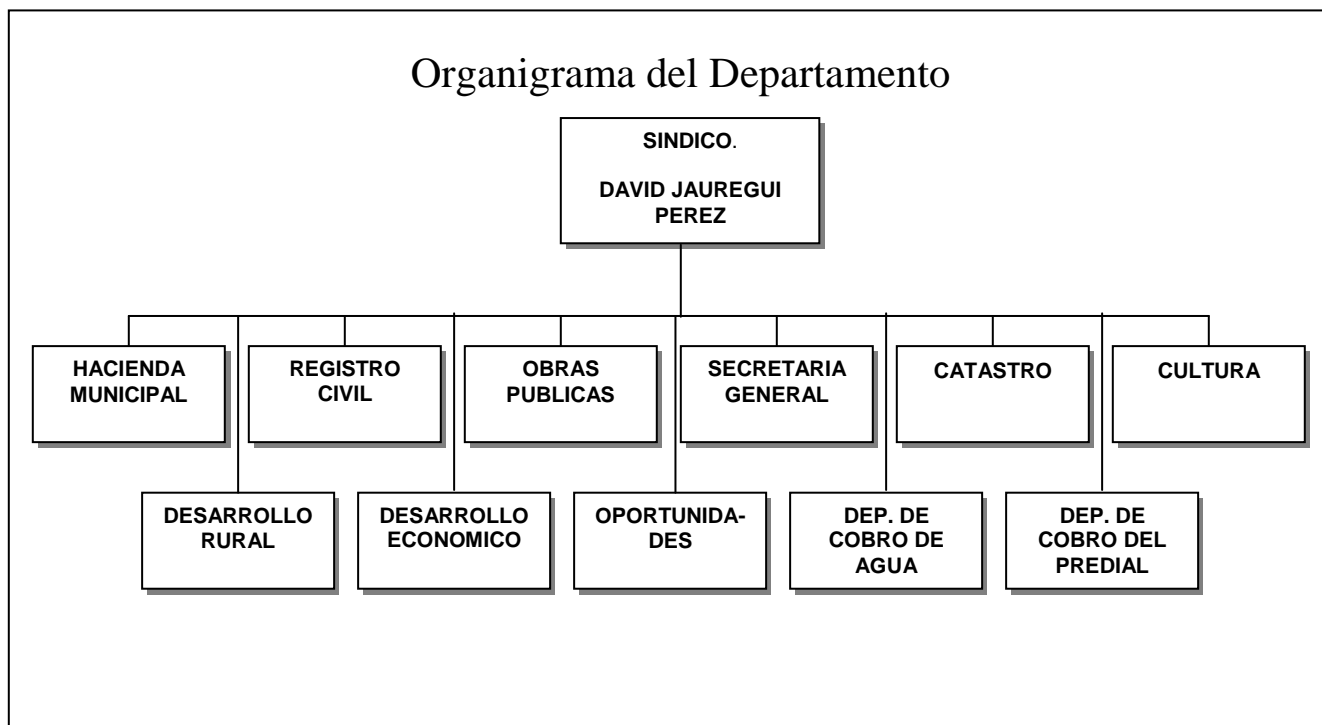 Organigrama del Departamento
SINDICO.
DAVID JAUREGUI
PEREZ
HACIENDA
MUNICIPAL
REGISTRO
CIVIL
OBRAS
PUBLICAS
SECRETARIA
GENERAL
CATASTRO
CULTURA
DESARROLLO
RURAL
DESARROLLO
ECONOMICO
OPORTUNIDA-
DES
DEP. DE
COBRO DE
AGUA
DEP. DE
COBRO DEL
PREDIAL